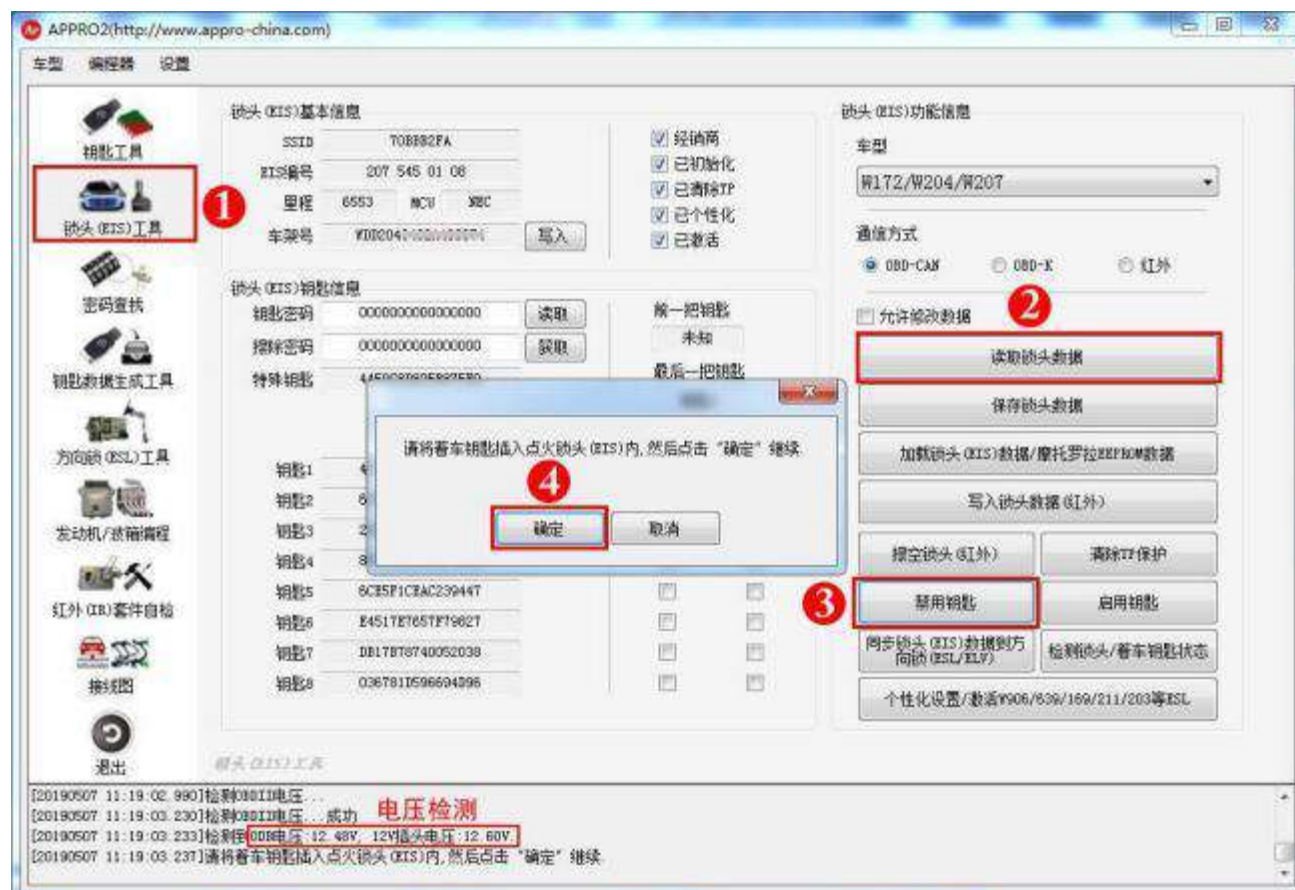 APPRO2(http://www.appro-china.com)
车型 编程器 设置
钥匙工具
锁头(EIS)工具
1
密码查找
钥匙数据生成工具
方向锁(ESL)工具
发动机/波箱编程
红外(IR)套件自检
接线图
退出
锁头(EIS)基本信息
SSID 70BBB2FA
EIS编号 207 545 01 08
里程 6553 MCU NEC
车架号 写入
经销商
已初始化
已清除TP
已个性化
已激活
锁头(EIS)钥匙信息
钥匙密码 0000000000000000 读取
擦除密码 0000000000000000 获取
特殊钥匙
前一把钥匙
未知
最后一把钥匙
钥匙1
钥匙2
钥匙3
钥匙4
钥匙5 6CE5F1CEAC239447
钥匙6 E4517E7657F79827
钥匙7 DB17B78740052038
钥匙8 036781D596694D96
请将着车钥匙插入点火锁头(EIS)内,然后点击“确定”继续.
4
确定 取消
锁头(EIS)功能信息
车型
W172/W204/W207
通信方式
OBD-CAN OBD-K 红外
允许修改数据
2
读取锁头数据
保存锁头数据
加载锁头(EIS)数据/摩托罗拉EEPROM数据
写入锁头数据(红外)
擦空锁头(红外) 清除TP保护
3
禁用钥匙 启用钥匙
同步锁头(EIS)数据到方向锁(ESL/ELV) 检测锁头/着车钥匙状态
个性化设置/激活W906/639/169/211/203等ESL
锁头(EIS)工具
[20190507 11:19:02.990]检测OBDII电压...
[20190507 11:19:03.230]检测OBDII电压...成功
电压检测
[20190507 11:19:03.233]检测到ODB电压:12.48V, 12V插头电压:12.60V.
[20190507 11:19:03.237]请将着车钥匙插入点火锁头(EIS)内,然后点击“确定”继续.